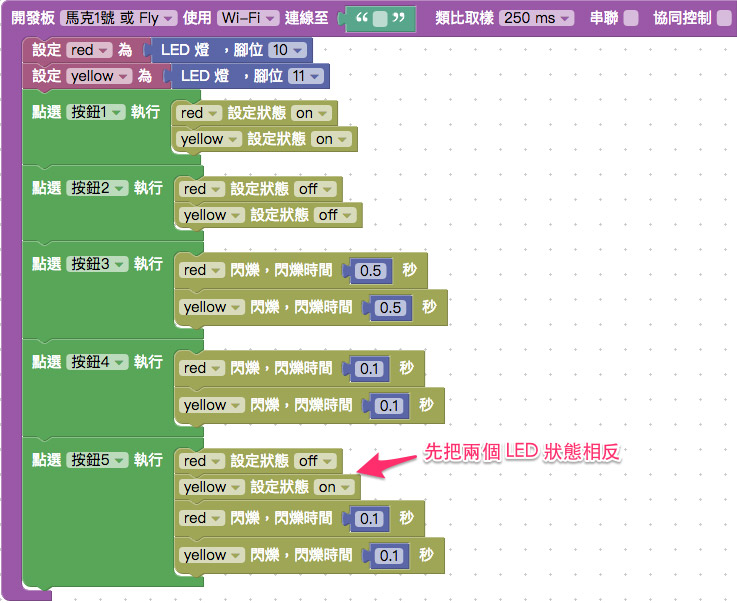 開發板 馬克1號 或 Fly 使用 Wi-Fi 連線至 “ ” 類比取樣 250 ms 串聯 協同控制
設定 red 為 LED 燈 ，腳位 10
設定 yellow 為 LED 燈 ，腳位 11
點選 按鈕1 執行 red 設定狀態 on
yellow 設定狀態 on
點選 按鈕2 執行 red 設定狀態 off
yellow 設定狀態 off
點選 按鈕3 執行 red 閃爍，閃爍時間 0.5 秒
yellow 閃爍，閃爍時間 0.5 秒
點選 按鈕4 執行 red 閃爍，閃爍時間 0.1 秒
yellow 閃爍，閃爍時間 0.1 秒
點選 按鈕5 執行 red 設定狀態 off
先把兩個 LED 狀態相反
yellow 設定狀態 on
red 閃爍，閃爍時間 0.1 秒
yellow 閃爍，閃爍時間 0.1 秒